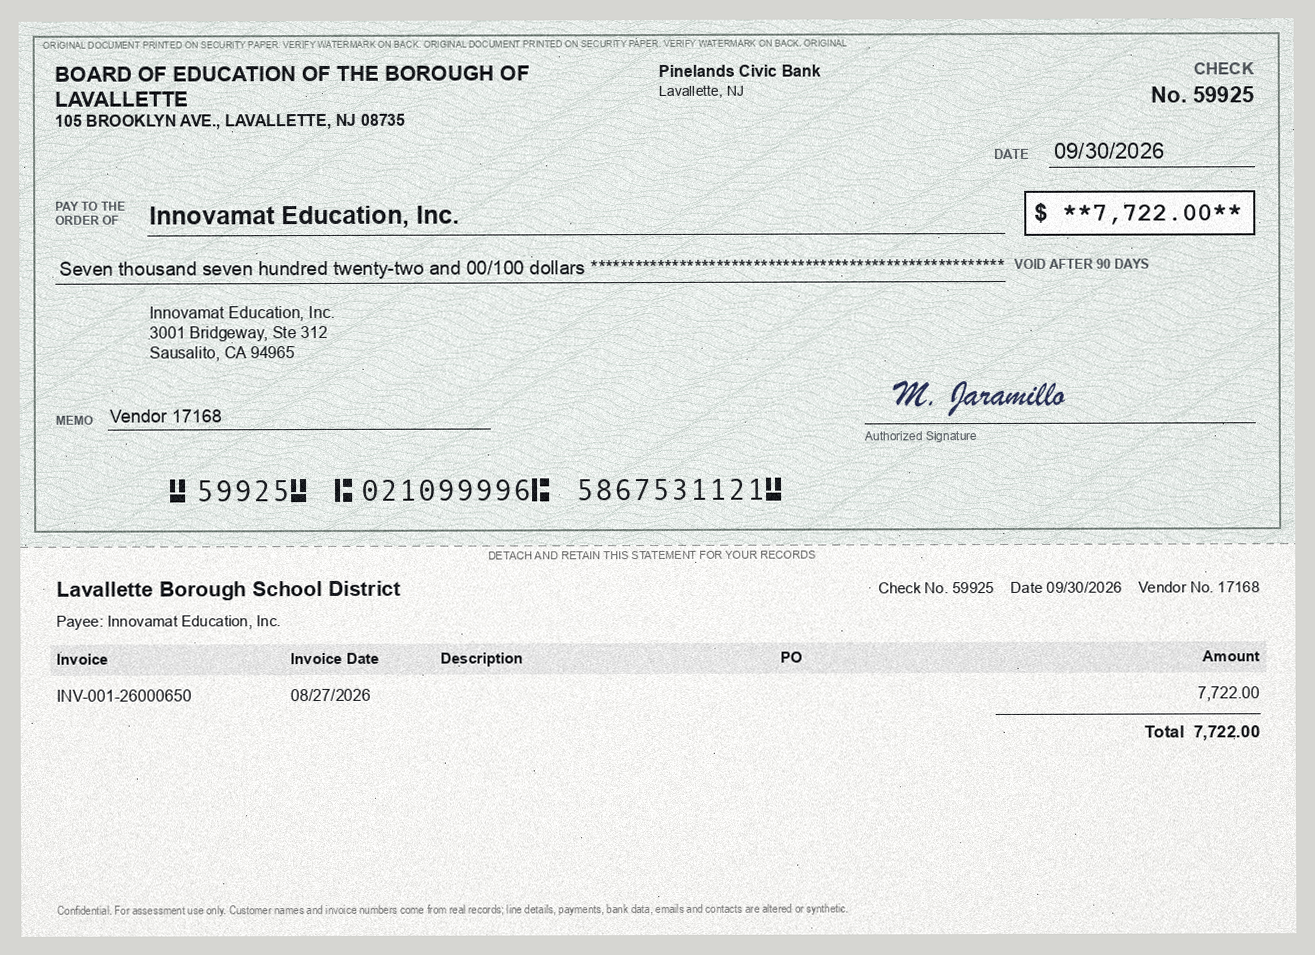 ORIGINAL DOCUMENT PRINTED ON SECURITY PAPER. VERIFY WATERMARK ON BACK. ORIGINAL DOCUMENT PRINTED ON SECURITY PAPER. VERIFY WATERMARK ON BACK. ORIGINAL
BOARD OF EDUCATION OF THE BOROUGH OF
LAVALLETTE
105 BROOKLYN AVE., LAVALLETTE, NJ 08735
Pinelands Civic Bank
Lavallette, NJ
CHECK
No. 59925
DATE 09/30/2026
PAY TO THE
ORDER OF
Innovamat Education, Inc.
$ **7,722.00**
Seven thousand seven hundred twenty-two and 00/100 dollars ********************************************************
VOID AFTER 90 DAYS
Innovamat Education, Inc.
3001 Bridgeway, Ste 312
Sausalito, CA 94965
M. Jaramillo
MEMO Vendor 17168
Authorized Signature
⑈59925⑈ ⑆021099996⑆ 5867531121⑈
DETACH AND RETAIN THIS STATEMENT FOR YOUR RECORDS
Lavallette Borough School District
Check No. 59925 Date 09/30/2026 Vendor No. 17168
Payee: Innovamat Education, Inc.
Invoice Invoice Date Description PO Amount
INV-001-26000650 08/27/2026 7,722.00
Total 7,722.00
Confidential. For assessment use only. Customer names and invoice numbers come from real records; line details, payments, bank data, emails and contacts are altered or synthetic.